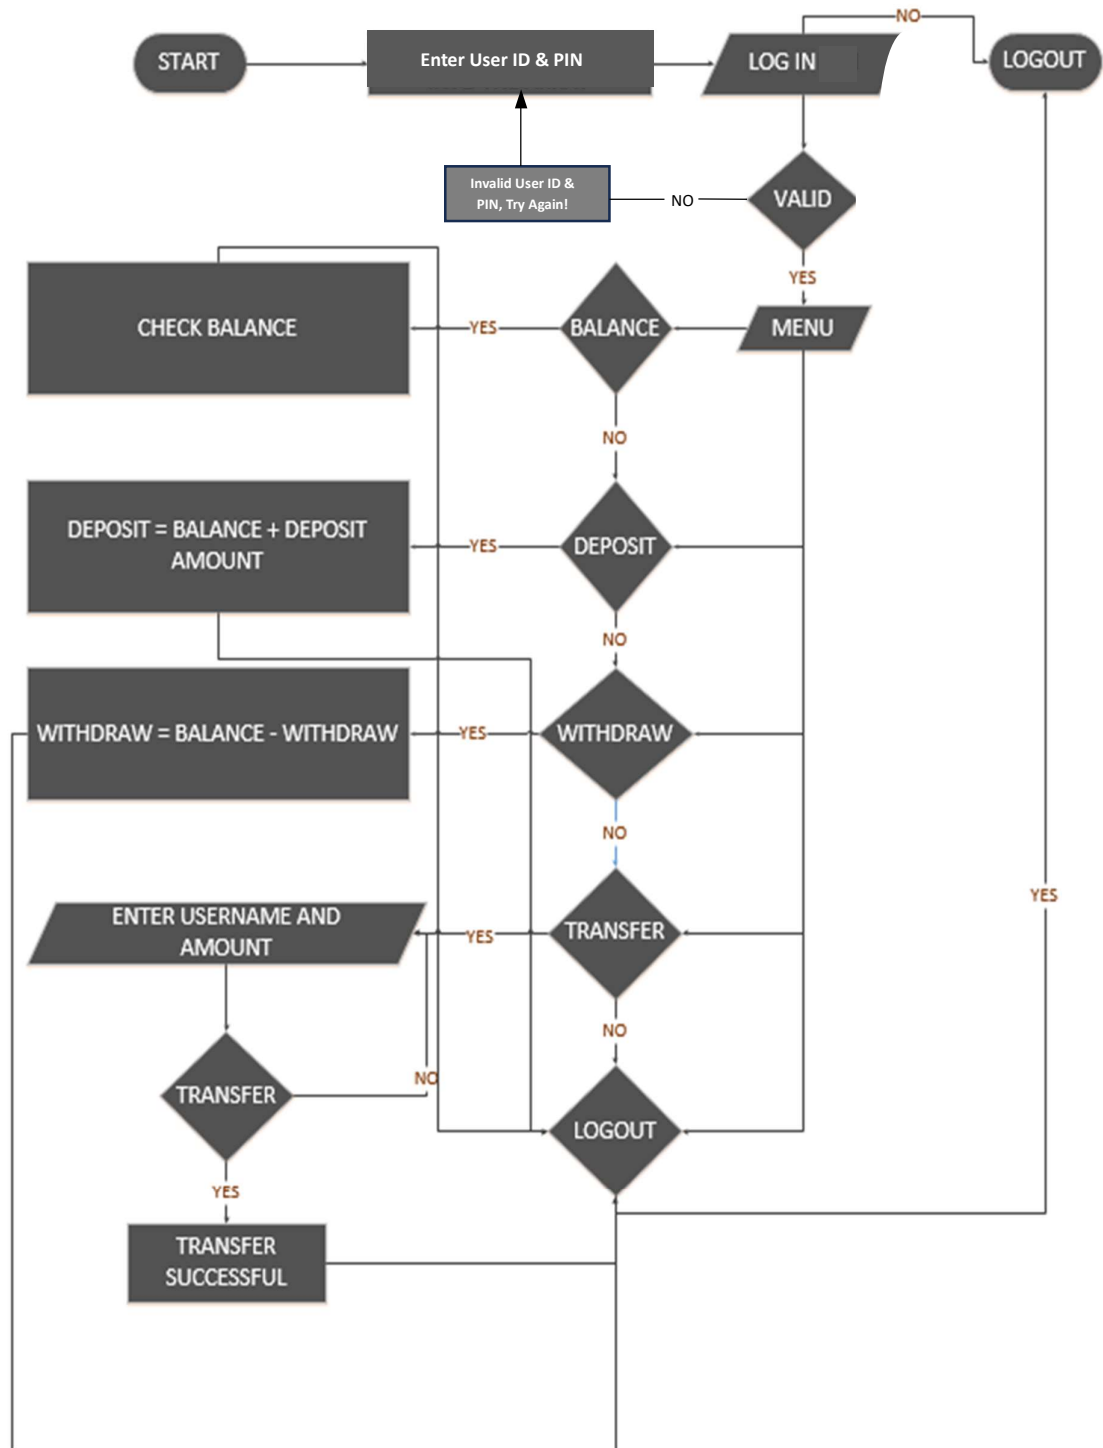 NO
START
Enter User ID & PIN
LOG IN
LOGOUT
Invalid User ID &
PIN, Try Again!
NO
VALID
YES
CHECK BALANCE
YES
BALANCE
MENU
NO
DEPOSIT = BALANCE + DEPOSIT
AMOUNT
YES
DEPOSIT
NO
WITHDRAW = BALANCE - WITHDRAW
YES
WITHDRAW
NO
YES
ENTER USERNAME AND
AMOUNT
YES
TRANSFER
NO
NO
TRANSFER
LOGOUT
YES
TRANSFER
SUCCESSFUL